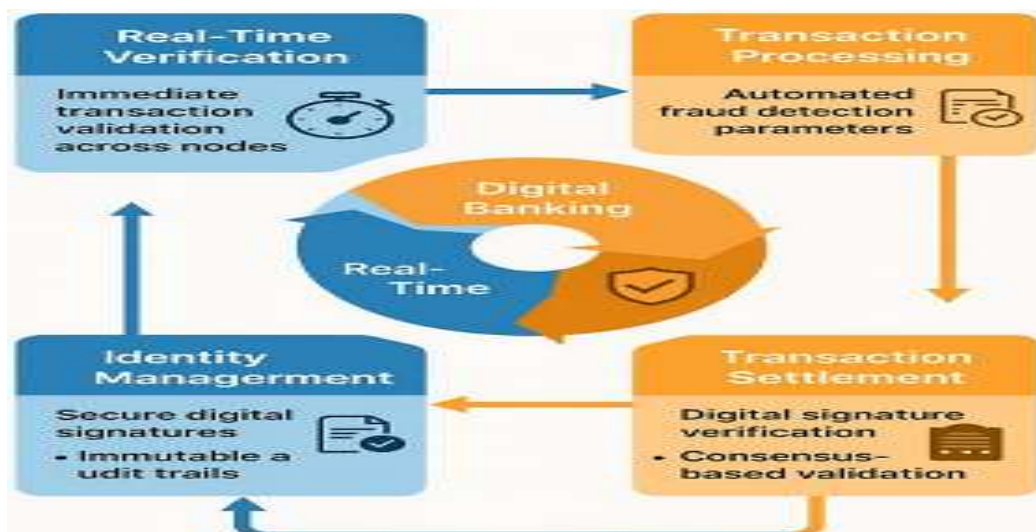 Real-Time
Verification
Immediate
transaction
validation
across nodes
Transaction
Processing
Automated
fraud detection
parameters
Digital
Banking
Real-
Time
Identity
Managerment
Secure digital
signatures
• Immutable a
udit trails
Transaction
Settlement
Digital signature
verification
• Consensus-
based validation